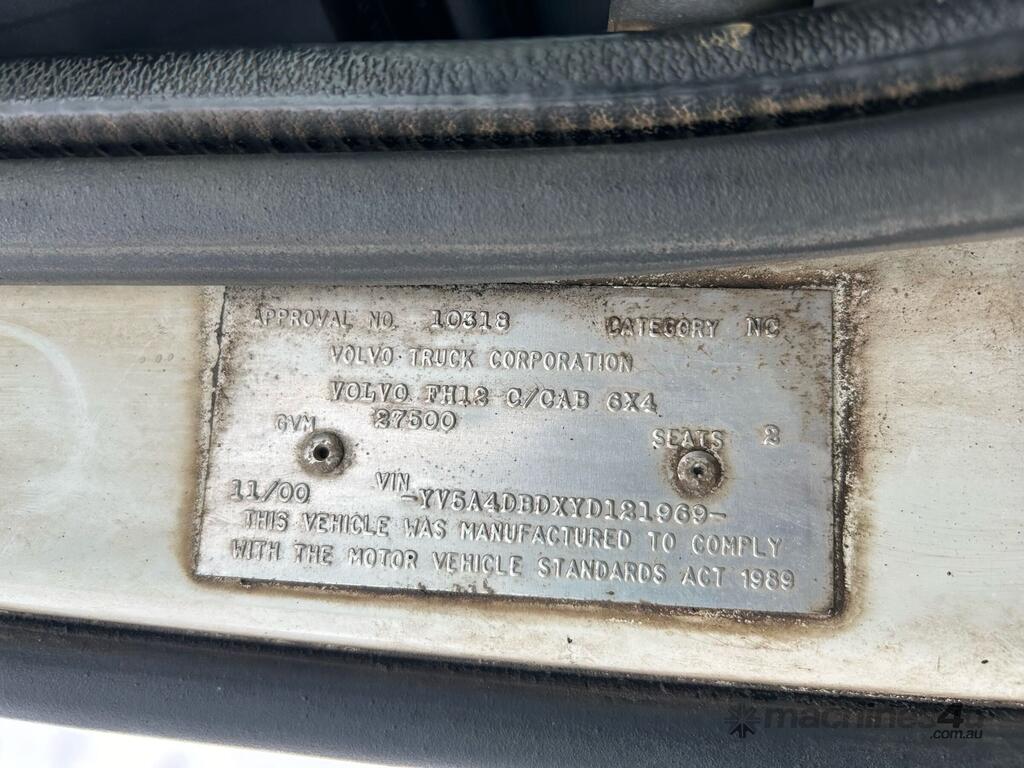 APPROVAL NO. 10318 CATEGORY NC
VOLVO TRUCK CORPORATION
VOLVO FH12 C/CAB 6X4
GVM 27500 SEATS 2
11/00 VIN -YV5A4DBDXYD121969-
THIS VEHICLE WAS MANUFACTURED TO COMPLY
WITH THE MOTOR VEHICLE STANDARDS ACT 1989
machines4u
.com.au